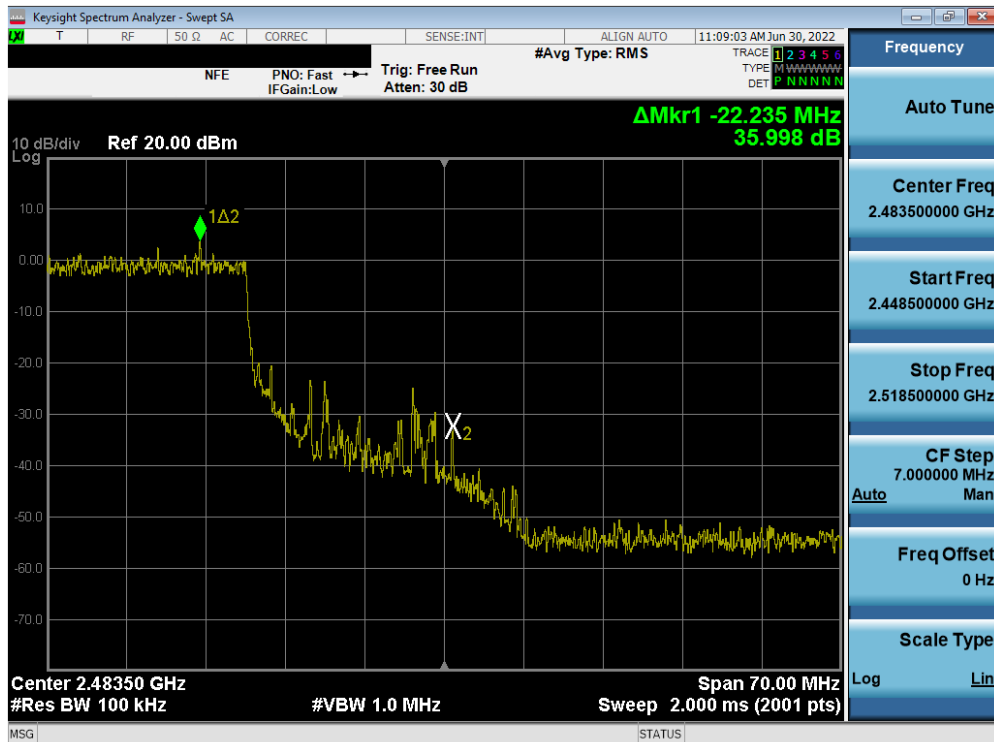 Keysight Spectrum Analyzer - Swept SA
LXI T RF 50 Ω AC CORREC SENSE:INT ALIGN AUTO 11:09:03 AM Jun 30, 2022
NFE PNO: Fast Trig: Free Run #Avg Type: RMS TRACE 1 2 3 4 5 6
IFGain:Low Atten: 30 dB TYPE M W W W W W
DET P N N N N N
ΔMkr1 -22.235 MHz
35.998 dB
10 dB/div Ref 20.00 dBm
Log
1Δ2
10.0
0.00
-10.0
-20.0
-30.0
X2
-40.0
-50.0
-60.0
-70.0
Center 2.48350 GHz Span 70.00 MHz
#Res BW 100 kHz #VBW 1.0 MHz Sweep 2.000 ms (2001 pts)
MSG STATUS
Frequency
Auto Tune
Center Freq
2.483500000 GHz
Start Freq
2.448500000 GHz
Stop Freq
2.518500000 GHz
CF Step
7.000000 MHz
Auto Man
Freq Offset
0 Hz
Scale Type
Log Lin